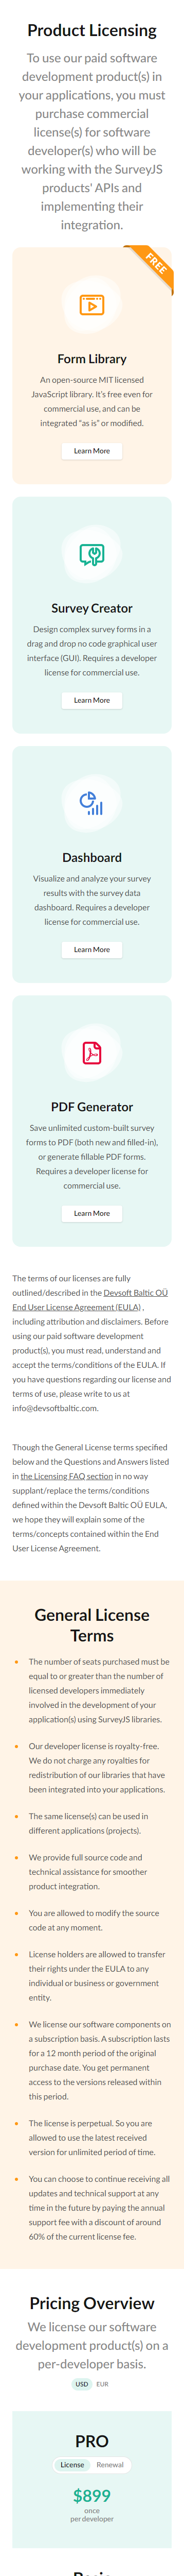 Product Licensing
To use our paid software
development product(s) in
your applications, you must
purchase commercial
license(s) for software
developer(s) who will be
working with the SurveyJS
products' APIs and
implementing their
integration.
FREE
Form Library
An open-source MIT licensed
JavaScript library. It's free even for
commercial use, and can be
integrated "as is" or modified.
Learn More
Survey Creator
Design complex survey forms in a
drag and drop no code graphical user
interface (GUI). Requires a developer
license for commercial use.
Learn More
Dashboard
Visualize and analyze your survey
results with the survey data
dashboard. Requires a developer
license for commercial use.
Learn More
PDF Generator
Save unlimited custom-built survey
forms to PDF (both new and filled-in),
or generate fillable PDF forms.
Requires a developer license for
commercial use.
Learn More
The terms of our licenses are fully
outlined/described in the Devsoft Baltic OÜ
End User License Agreement (EULA) ,
including attribution and disclaimers. Before
using our paid software development
product(s), you must read, understand and
accept the terms/conditions of the EULA. If
you have questions regarding our license and
terms of use, please write to us at
info@devsoftbaltic.com.
Though the General License terms specified
below and the Questions and Answers listed
in the Licensing FAQ section in no way
supplant/replace the terms/conditions
defined within the Devsoft Baltic OÜ EULA,
we hope they will explain some of the
terms/concepts contained within the End
User License Agreement.
General License
Terms
• The number of seats purchased must be
equal to or greater than the number of
licensed developers immediately
involved in the development of your
application(s) using SurveyJS libraries.
• Our developer license is royalty-free.
We do not charge any royalties for
redistribution of our libraries that have
been integrated into your applications.
• The same license(s) can be used in
different applications (projects).
• We provide full source code and
technical assistance for smoother
product integration.
• You are allowed to modify the source
code at any moment.
• License holders are allowed to transfer
their rights under the EULA to any
individual or business or government
entity.
• We license our software components on
a subscription basis. A subscription lasts
for a 12 month period of the original
purchase date. You get permanent
access to the versions released within
this period.
• The license is perpetual. So you are
allowed to use the latest received
version for unlimited period of time.
• You can choose to continue receiving all
updates and technical support at any
time in the future by paying the annual
support fee with a discount of around
60% of the current license fee.
Pricing Overview
We license our software
development product(s) on a
per-developer basis.
USD EUR
PRO
License Renewal
$899
once
per developer